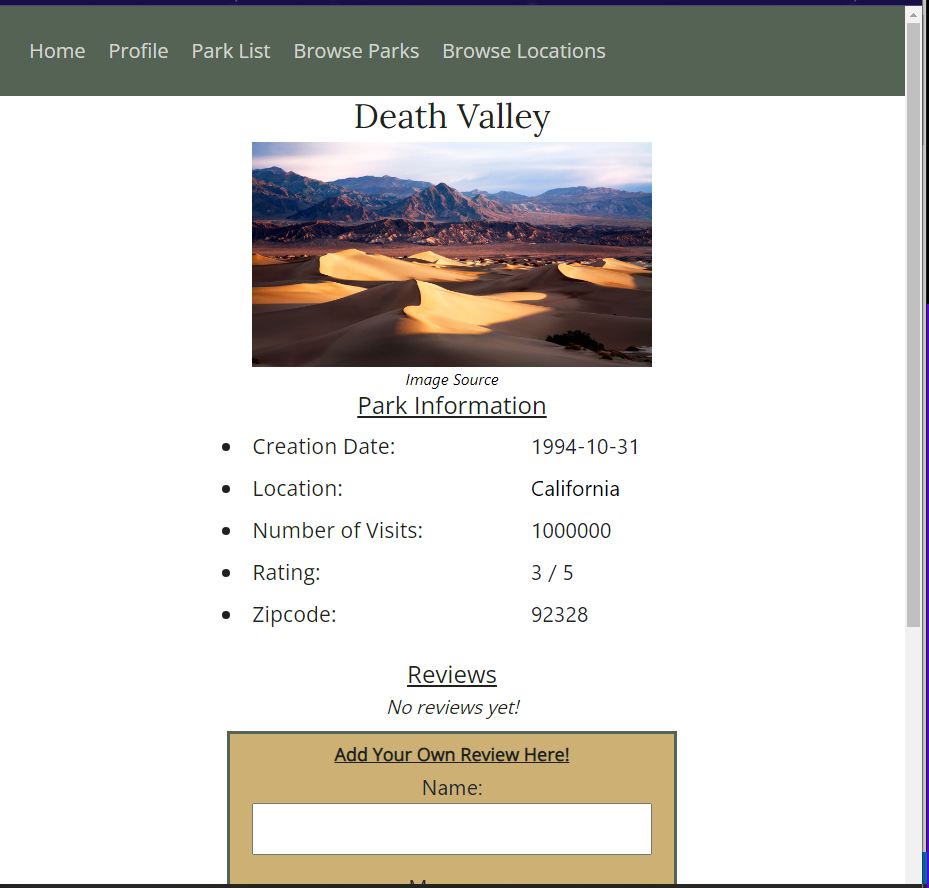 Home Profile Park List Browse Parks Browse Locations
Death Valley
Image Source
Park Information
Creation Date: 1994-10-31
Location: California
Number of Visits: 1000000
Rating: 3 / 5
Zipcode: 92328
Reviews
No reviews yet!
Add Your Own Review Here!
Name: